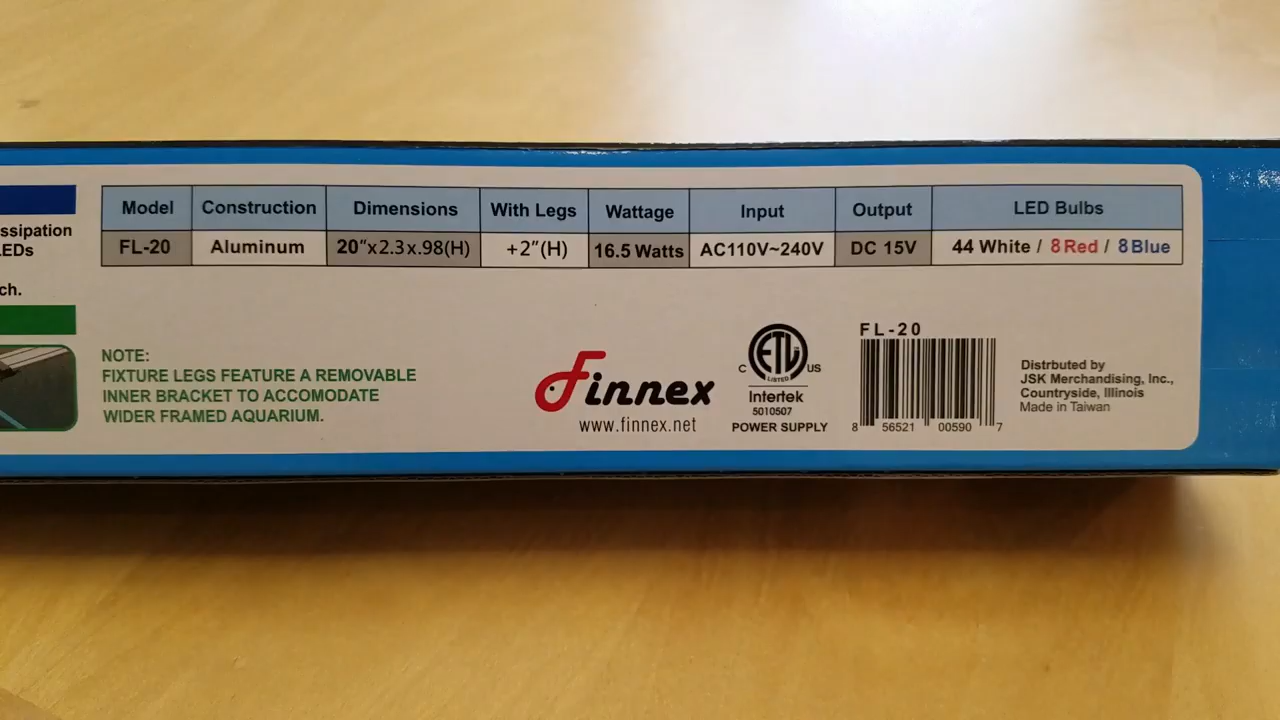 ssipation
LEDs
ch.
Model Construction Dimensions With Legs Wattage Input Output LED Bulbs
FL-20 Aluminum 20"x2.3x.98(H) +2"(H) 16.5 Watts AC110V~240V DC 15V 44 White / 8 Red / 8 Blue
NOTE:
FIXTURE LEGS FEATURE A REMOVABLE
INNER BRACKET TO ACCOMODATE
WIDER FRAMED AQUARIUM.
Finnex
www.finnex.net
ETL
LISTED
C US
Intertek
5010507
POWER SUPPLY
FL-20
8 56521 00590 7
Distrbuted by
JSK Merchandising, Inc.,
Countryside, Illinois
Made in Taiwan